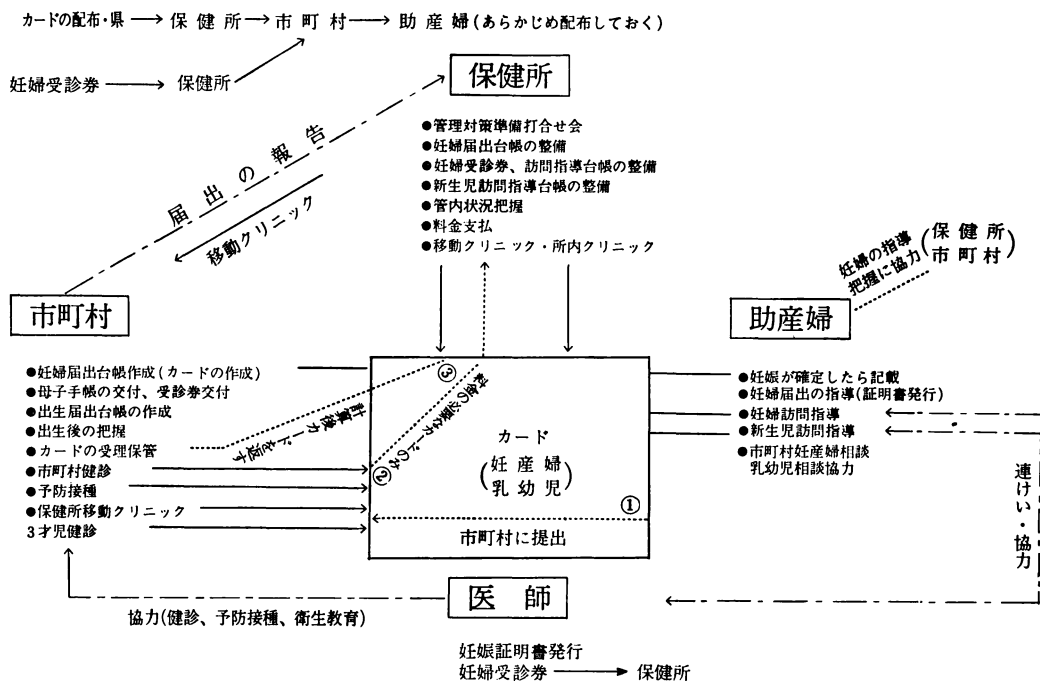 カードの配布・県 → 保健所 → 市町村 → 助産婦 (あらかじめ配布しておく)
妊婦受診券 → 保健所
保健所
●管理対策準備打合せ会
●妊婦届出台帳の整備
●妊婦受診券、訪問指導台帳の整備
●新生児訪問指導台帳の整備
●管内状況把握
●料金支払
●移動クリニック・所内クリニック
届出の報告
移動クリニック
妊婦の指導
把握に協力
(保健所
市町村)
市町村
●妊婦届出台帳作成(カードの作成)
●母子手帳の交付、受診券交付
●出生届出台帳の作成
●出生後の把握
●カードの受理保管
●市町村健診
●予防接種
●保健所移動クリニック
3才児健診
③
計算後カードを返す
料金の必要なカードのみ
②
カード
(妊産婦
乳幼児)
①
市町村に提出
助産婦
●妊娠が確定したら記載
●妊婦届出の指導(証明書発行)
●妊婦訪問指導
●新生児訪問指導
●市町村妊産婦相談
乳幼児相談協力
連けい・協力
医師
協力(健診、予防接種、衛生教育)
妊娠証明書発行
妊婦受診券 → 保健所